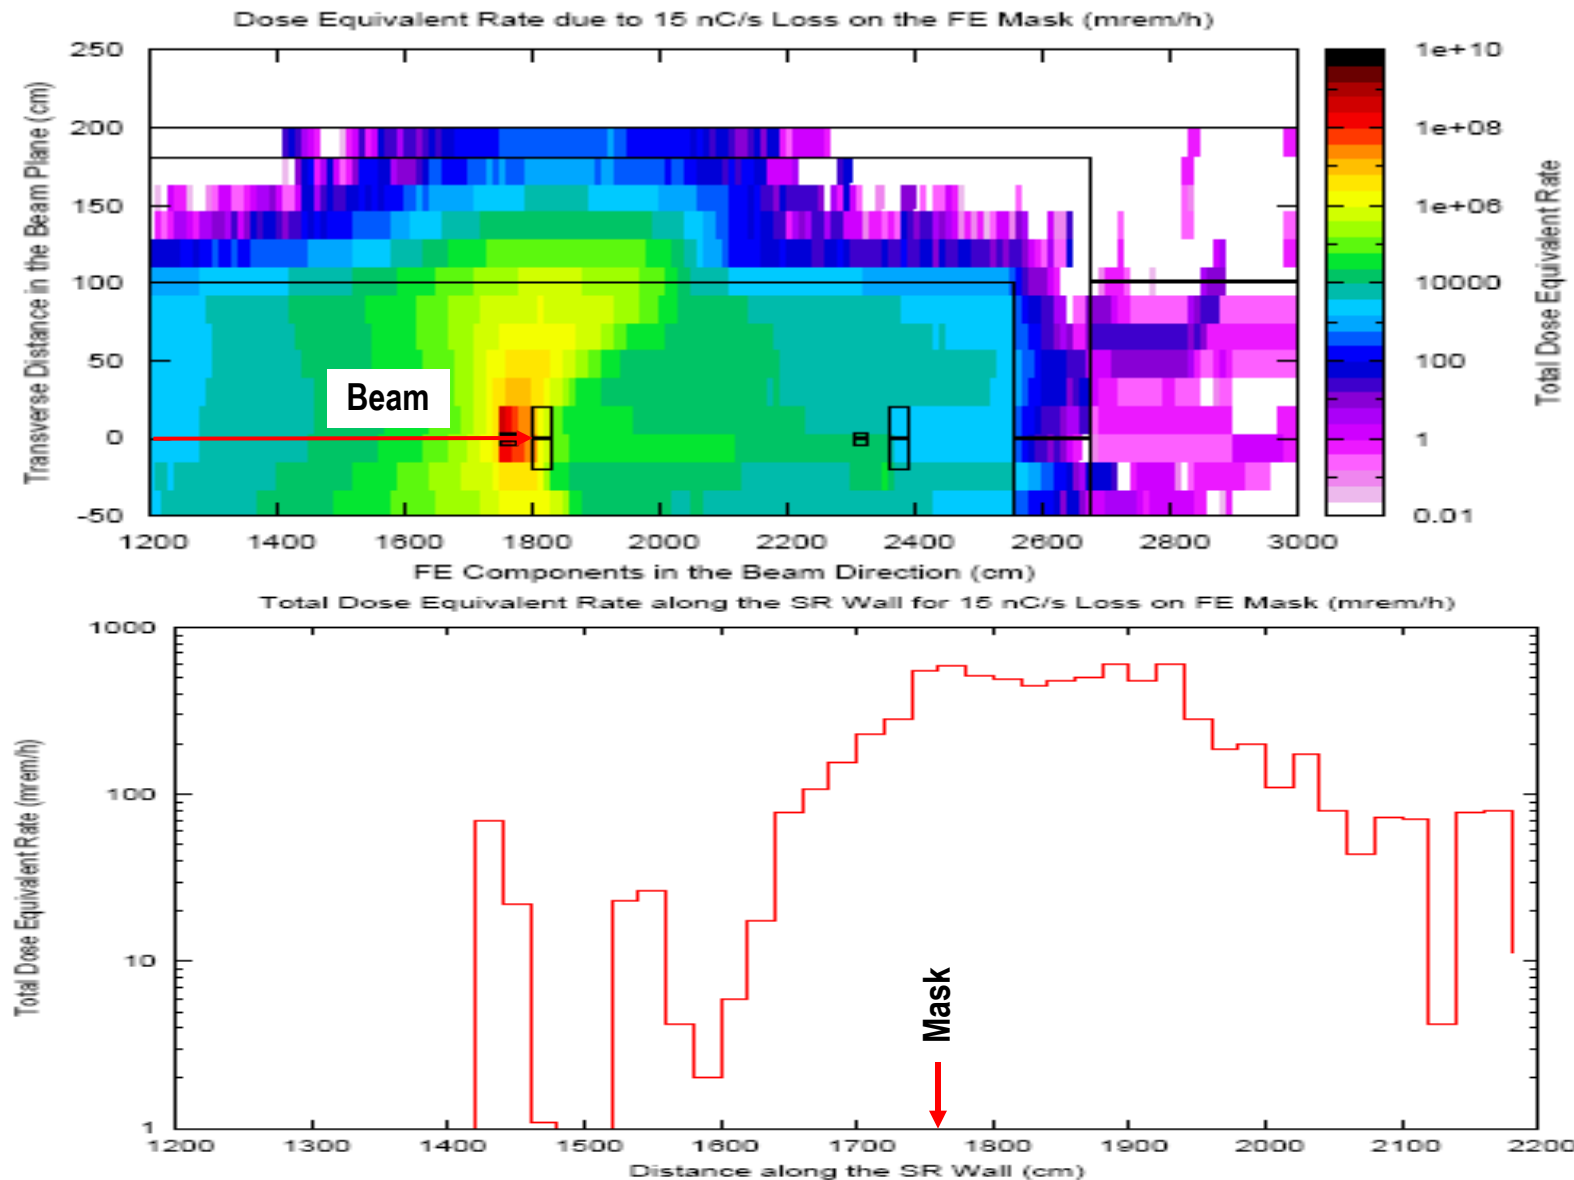 Dose Equivalent Rate due to 15 nC/s Loss on the FE Mask (mrem/h)
Transverse Distance in the Beam Plane (cm)
250
200
150
100
50
0
-50
Beam
1200 1400 1600 1800 2000 2200 2400 2600 2800 3000
FE Components in the Beam Direction (cm)
1e+10
1e+08
1e+06
10000
100
1
0.01
Total Dose Equivalent Rate
Total Dose Equivalent Rate along the SR Wall for 15 nC/s Loss on FE Mask (mrem/h)
Total Dose Equivalent Rate (mrem/h)
1000
100
10
1
Mask
1200 1300 1400 1500 1600 1700 1800 1900 2000 2100 2200
Distance along the SR Wall (cm)